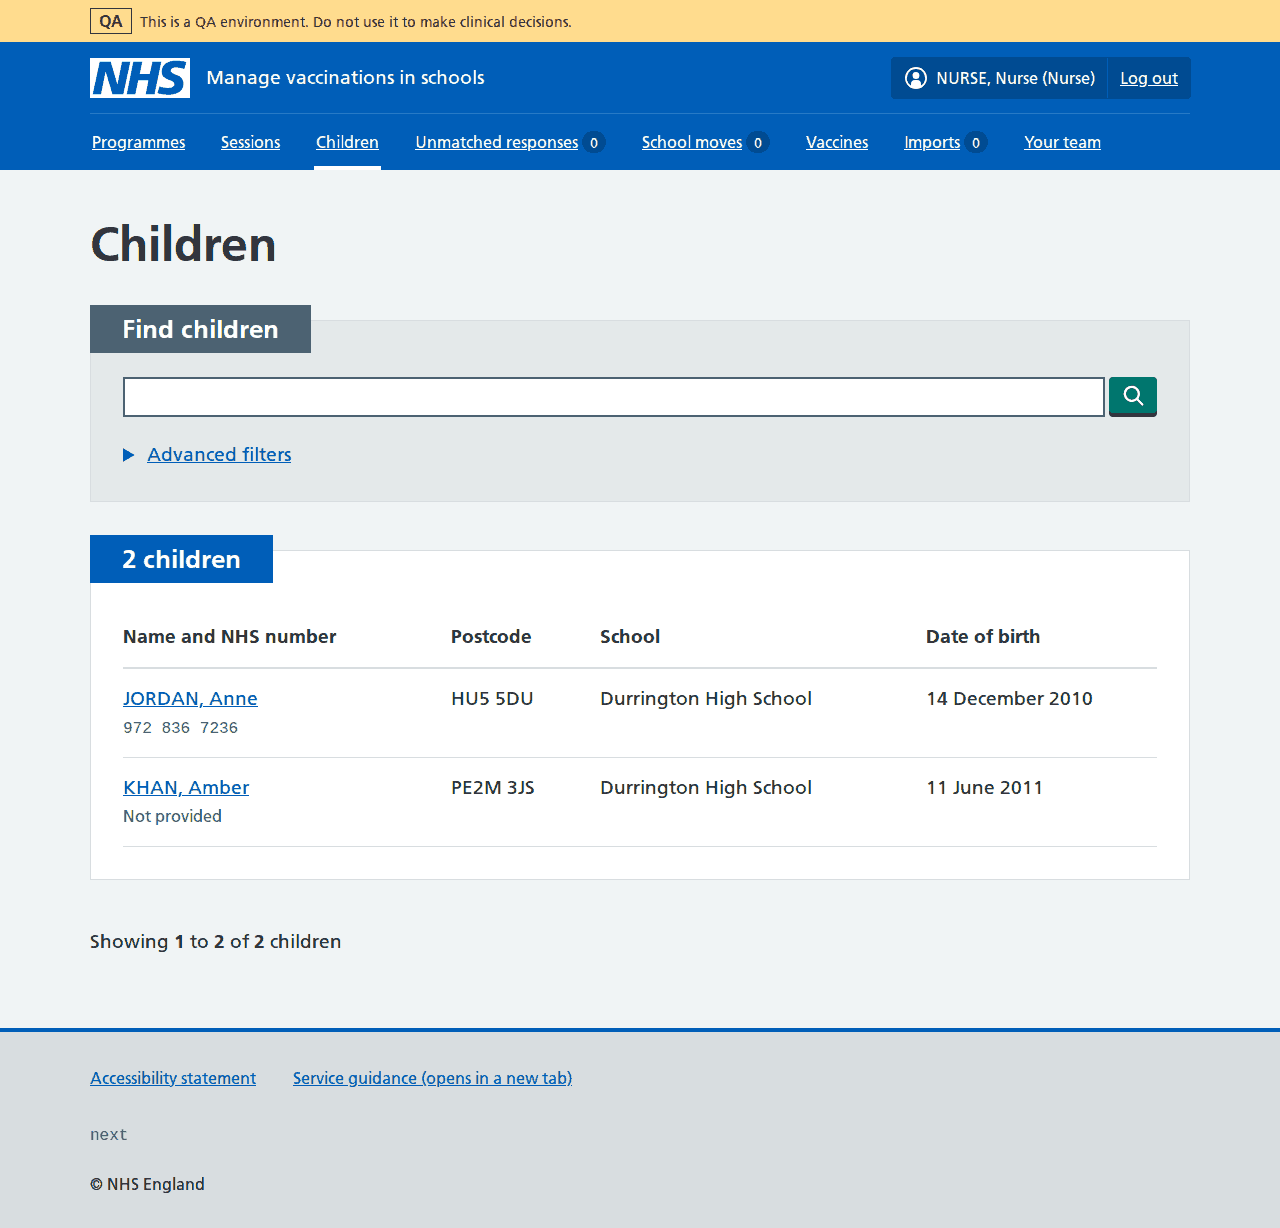 QA This is a QA environment. Do not use it to make clinical decisions.
NHS Manage vaccinations in schools NURSE, Nurse (Nurse) Log out
Programmes Sessions Children Unmatched responses 0 School moves 0 Vaccines Imports 0 Your team
Children
Find children
Advanced filters
2 children
Name and NHS number Postcode School Date of birth
JORDAN, Anne HU5 5DU Durrington High School 14 December 2010
972 836 7236
KHAN, Amber PE2M 3JS Durrington High School 11 June 2011
Not provided
Showing 1 to 2 of 2 children
Accessibility statement Service guidance (opens in a new tab)
next
© NHS England